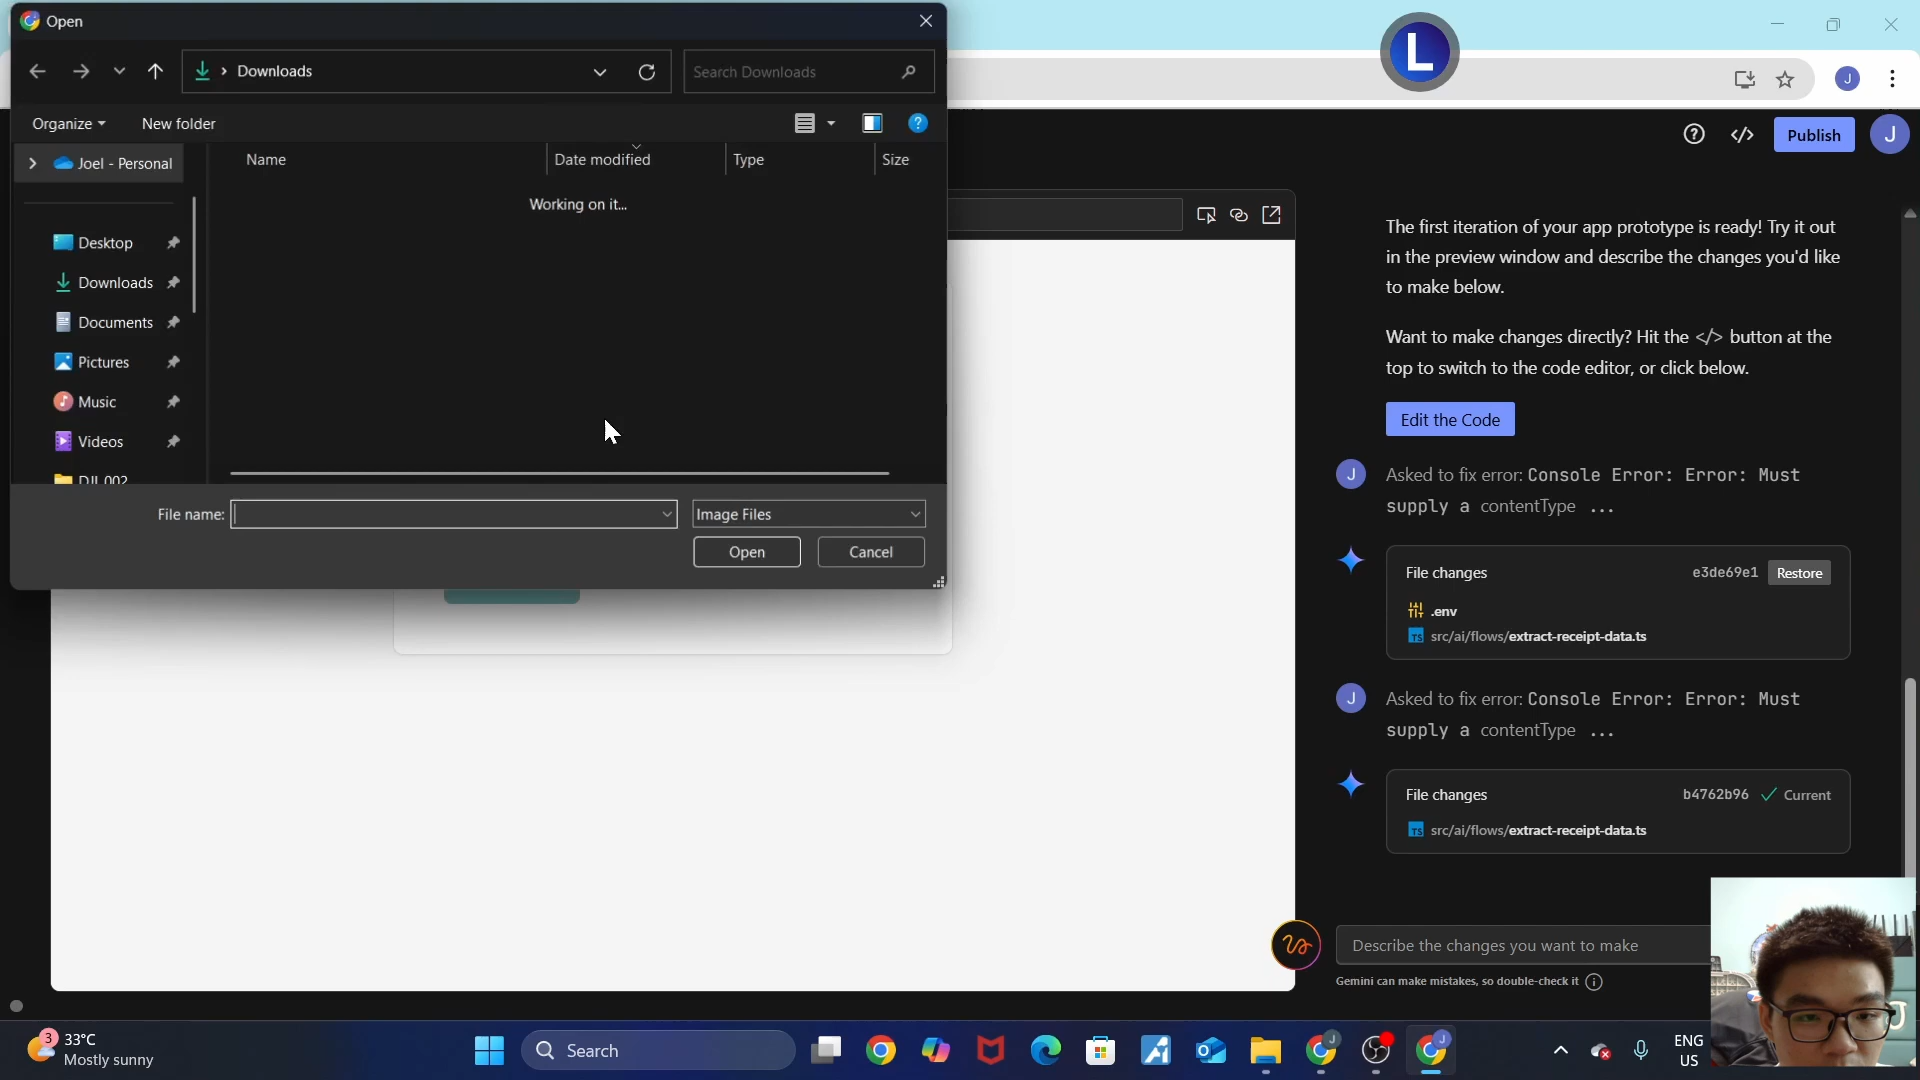 Open
Downloads
Search Downloads
Organize
New folder
Joel - Personal
Name
Date modified
Type
Size
Working on it...
Desktop
Downloads
Documents
Pictures
Music
Videos
DJI_002
File name:
Image Files
Open
Cancel
L
J
Publish
J
The first iteration of your app prototype is ready! Try it out
in the preview window and describe the changes you'd like
to make below.
Want to make changes directly? Hit the </> button at the
top to switch to the code editor, or click below.
Edit the Code
J
Asked to fix error: Console Error: Error: Must
supply a contentType ...
File changes
e3de69e1
Restore
.env
TS src/ai/flows/extract-receipt-data.ts
J
Asked to fix error: Console Error: Error: Must
supply a contentType ...
File changes
b4762b96
Current
TS src/ai/flows/extract-receipt-data.ts
Describe the changes you want to make
Gemini can make mistakes, so double-check it
3
33°C
Mostly sunny
Search
J
J
ENG
US